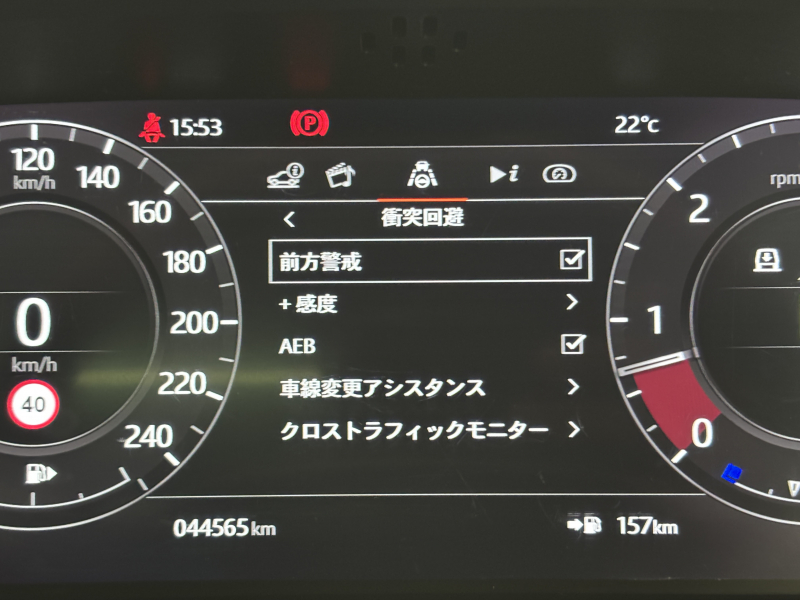 15:53
P
22°c
120
km/h
140
160
180
200
220
240
0
km/h
40
i
i
衝突回避
前方警戒
+ 感度
AEB
車線変更アシスタンス
クロストラフィックモニター
rpm
2
1
0
044565km
157km